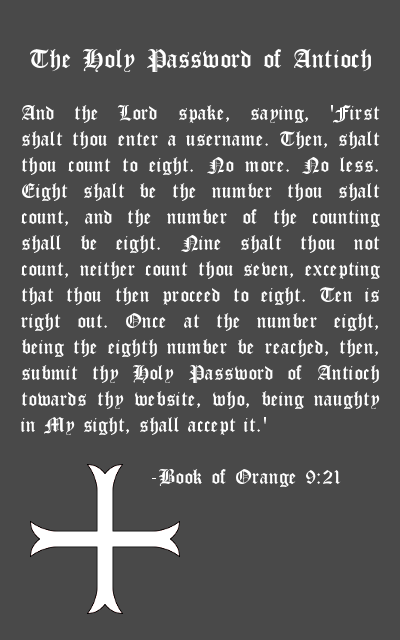 The Holy Password of Antioch
And the Lord spake, saying, 'First
shalt thou enter a username. Then, shalt
thou count to eight. No more. No less.
Eight shalt be the number thou shalt
count, and the number of the counting
shall be eight. Nine shalt thou not
count, neither count thou seven, excepting
that thou then proceed to eight. Ten is
right out. Once at the number eight,
being the eighth number be reached, then,
submit thy Holy Password of Antioch
towards thy website, who, being naughty
in My sight, shall accept it.'
-Book of Orange 9:21